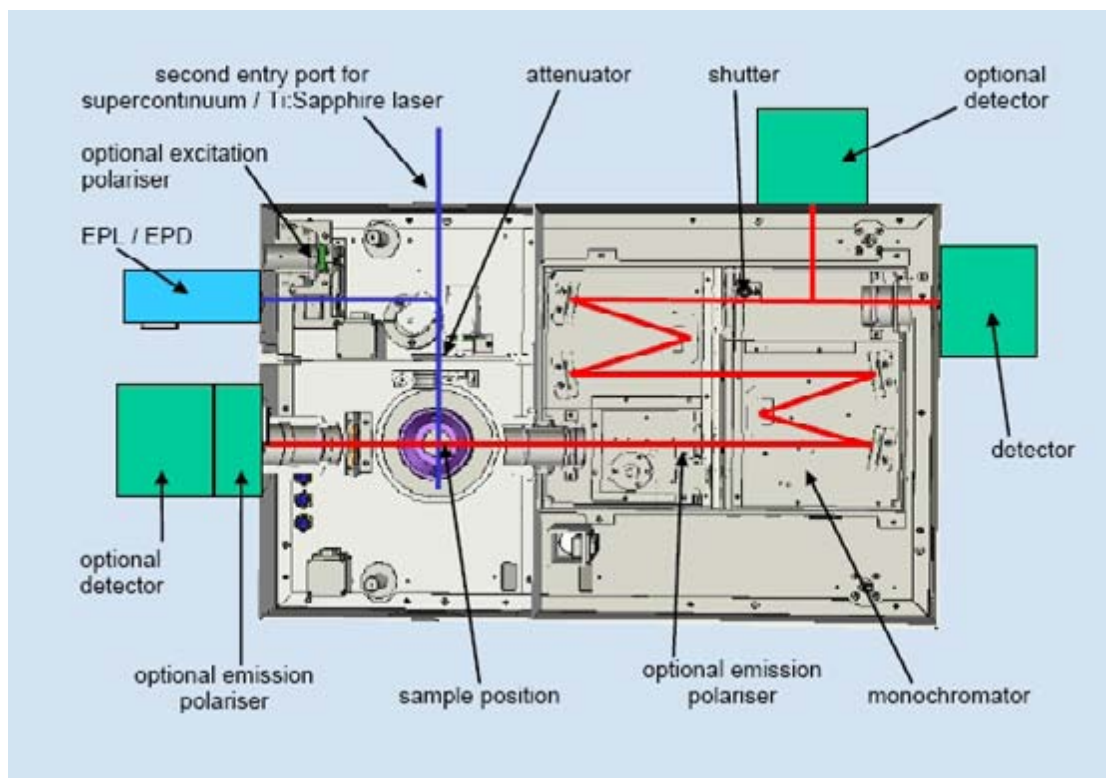 second entry port for
supercontinuum / Ti:Sapphire laser
attenuator
shutter
optional
detector
optional excitation
polariser
EPL / EPD
detector
optional
detector
optional emission
polariser
sample position
optional emission
polariser
monochromator